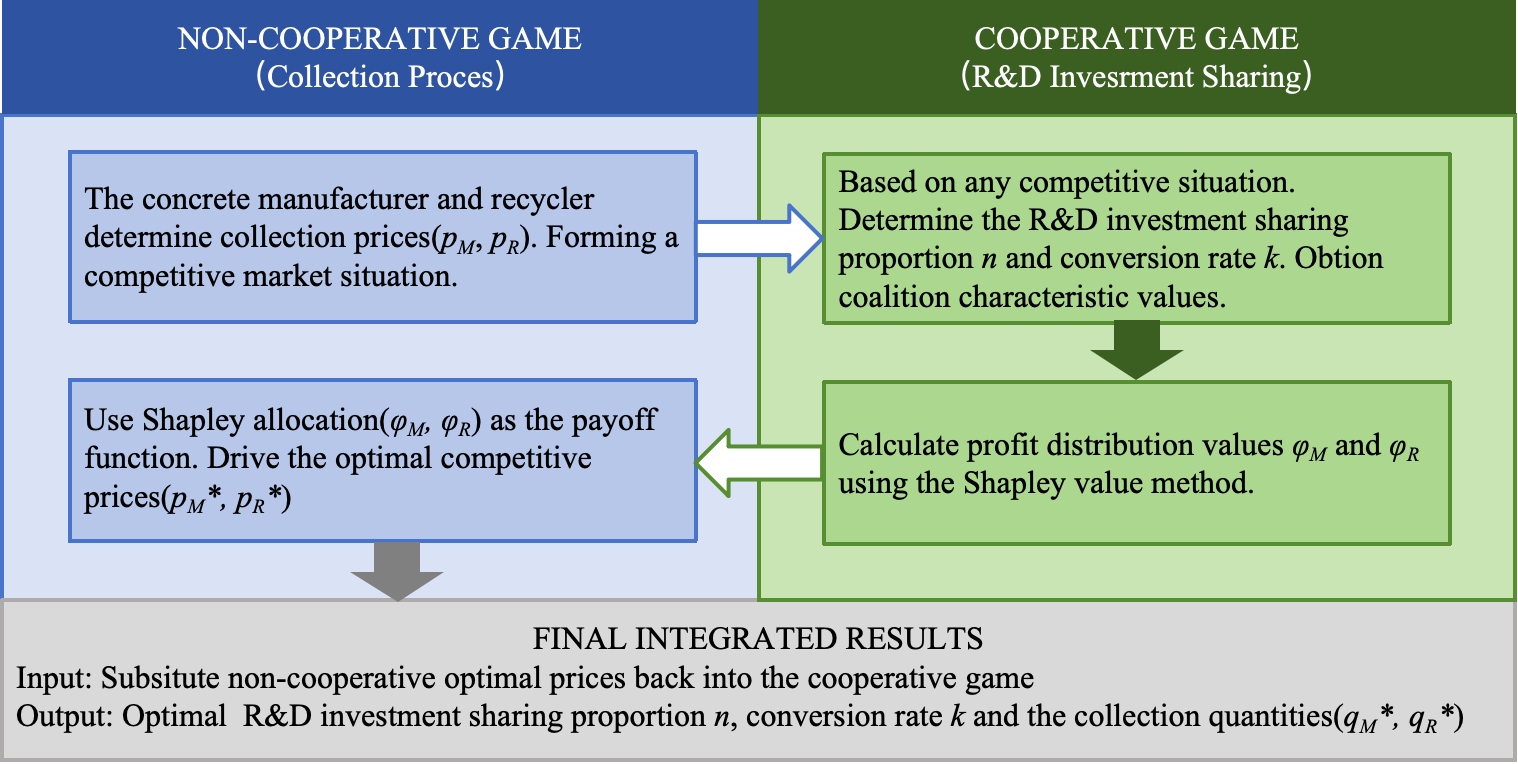 NON-COOPERATIVE GAME
(Collection Proces)
COOPERATIVE GAME
(R&D Invesrment Sharing)
The concrete manufacturer and recycler
determine collection prices(pM, pR). Forming a
competitive market situation.
Based on any competitive situation.
Determine the R&D investment sharing
proportion n and conversion rate k. Obtion
coalition characteristic values.
Use Shapley allocation(φM, φR) as the payoff
function. Drive the optimal competitive
prices(pM*, pR*)
Calculate profit distribution values φM and φR
using the Shapley value method.
FINAL INTEGRATED RESULTS
Input: Subsitute non-cooperative optimal prices back into the cooperative game
Output: Optimal R&D investment sharing proportion n, conversion rate k and the collection quantities(qM*, qR*)